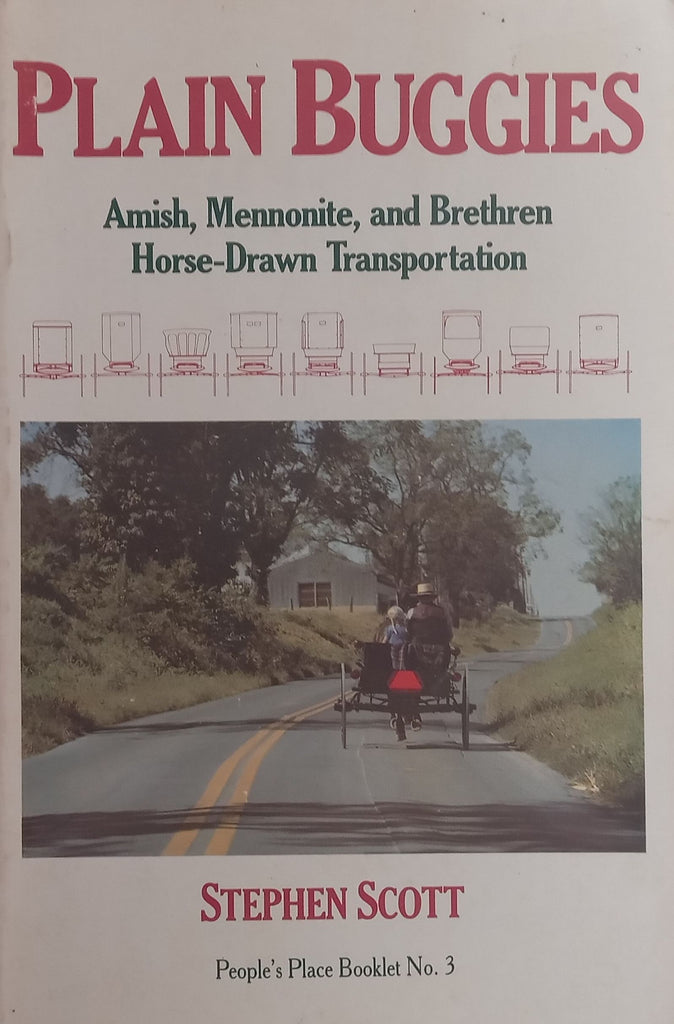 PLAIN BUGGIES
Amish, Mennonite, and Brethren
Horse-Drawn Transportation
STEPHEN SCOTT
People's Place Booklet No. 3